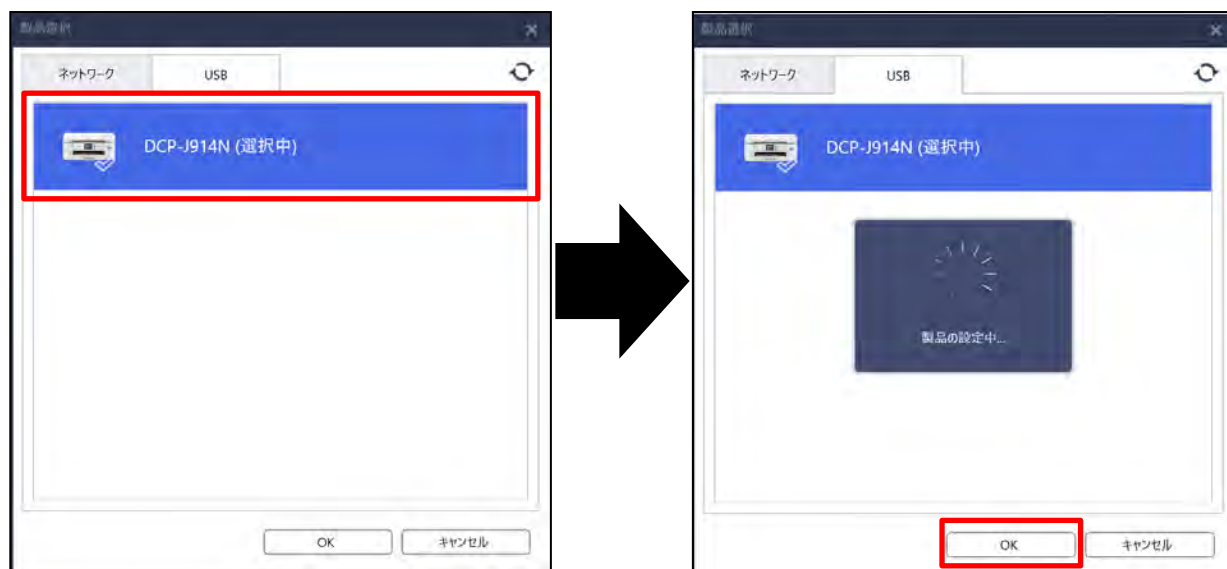 製品選択
ネットワーク USB
DCP-J914N (選択中)
OK キャンセル
製品選択
ネットワーク USB
DCP-J914N (選択中)
製品の設定中...
OK キャンセル